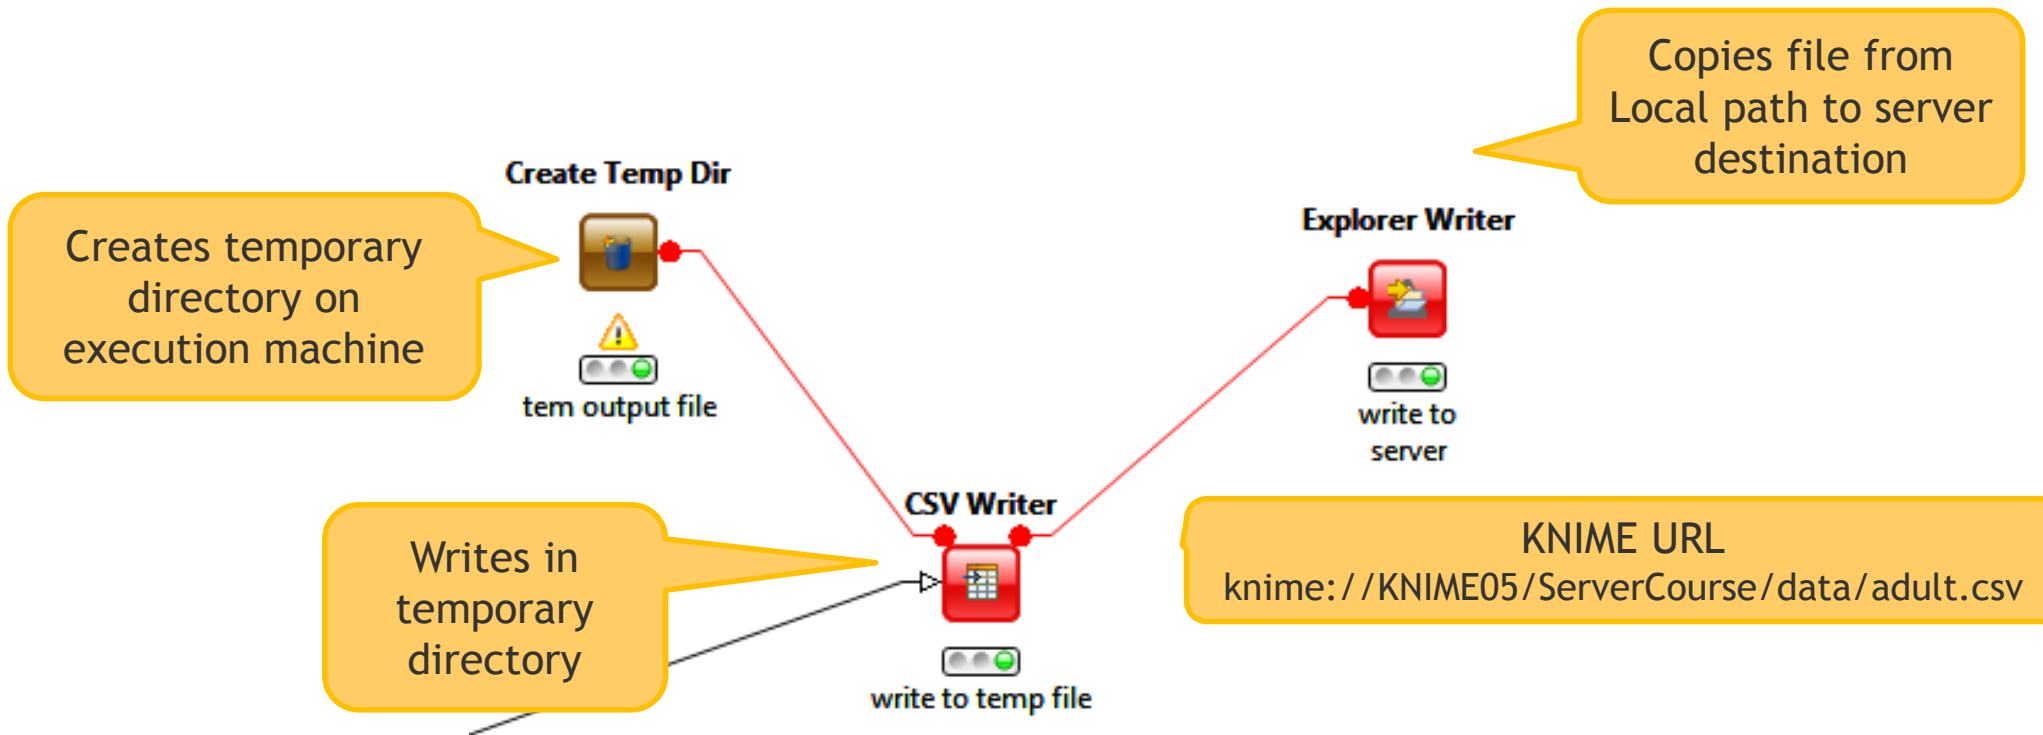 Copies file from
Local path to server
destination
Create Temp Dir
Creates temporary
directory on
execution machine
tem output file
Explorer Writer
write to
server
CSV Writer
Writes in
temporary
directory
write to temp file
KNIME URL
knime://KNIME05/ServerCourse/data/adult.csv